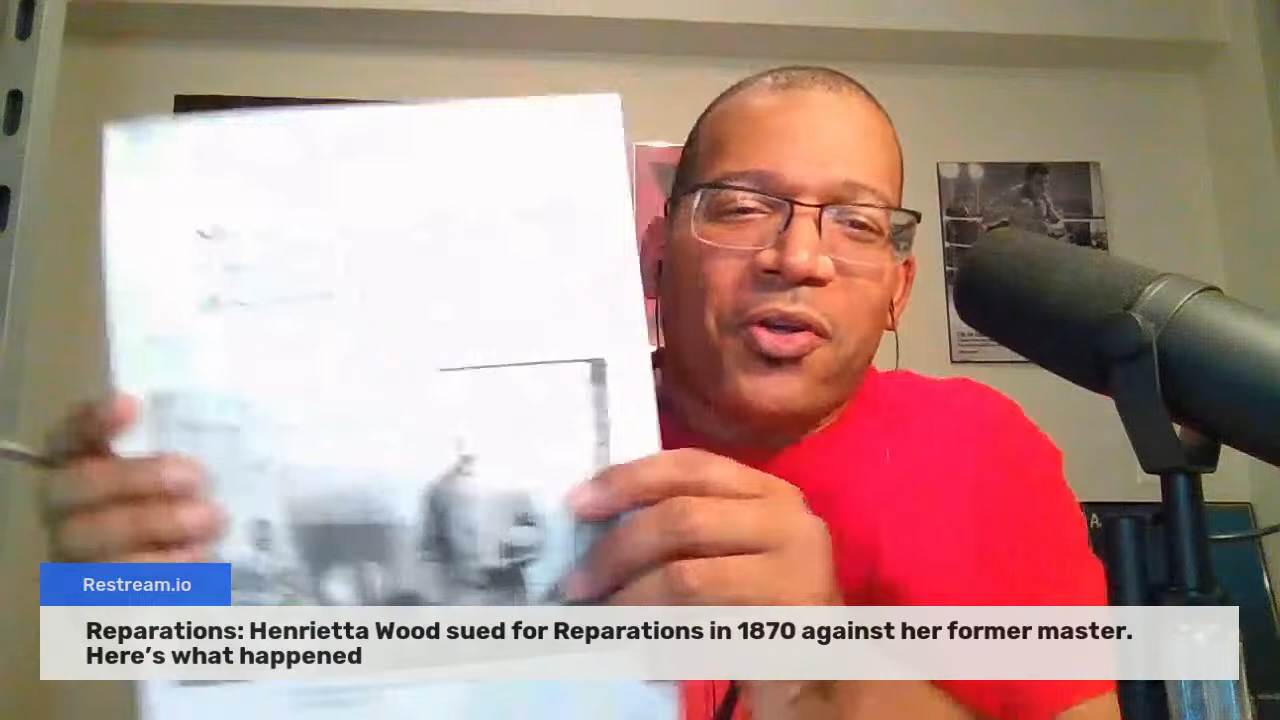 Restream.io
Reparations: Henrietta Wood sued for Reparations in 1870 against her former master.
Here's what happened